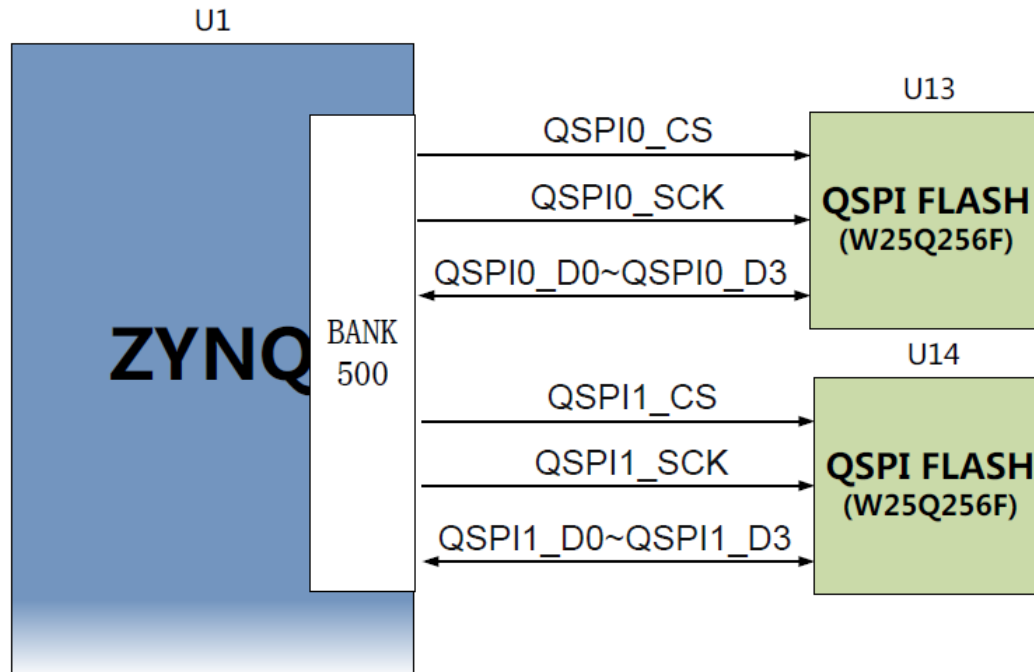 U1
ZYNQ
BANK
500
QSPI0_CS
QSPI0_SCK
QSPI0_D0~QSPI0_D3
U13
QSPI FLASH
(W25Q256F)
QSPI1_CS
QSPI1_SCK
QSPI1_D0~QSPI1_D3
U14
QSPI FLASH
(W25Q256F)